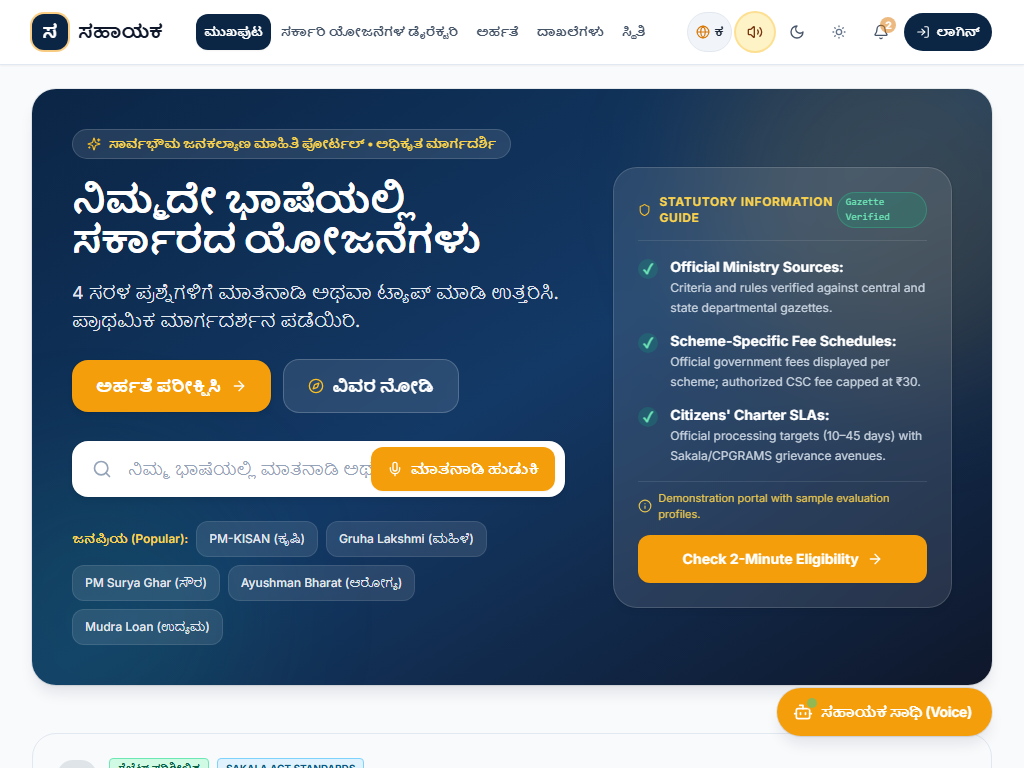 ಸ ಸಹಾಯಕ ಮುಖಪುಟ ಸರ್ಕಾರಿ ಯೋಜನೆಗಳ ಡೈರೆಕ್ಟರಿ ಅರ್ಹತೆ ದಾಖಲೆಗಳು ಸ್ಥಿತಿ ಕ 2 ಲಾಗಿನ್
ಸಾರ್ವಭೌಮ ಜನಕಲ್ಯಾಣ ಮಾಹಿತಿ ಪೋರ್ಟಲ್ • ಅಧಿಕೃತ ಮಾರ್ಗದರ್ಶಿ
ನಿಮ್ಮದೇ ಭಾಷೆಯಲ್ಲಿ
ಸರ್ಕಾರದ ಯೋಜನೆಗಳು
4 ಸರಳ ಪ್ರಶ್ನೆಗಳಿಗೆ ಮಾತನಾಡಿ ಅಥವಾ ಟ್ಯಾಪ್ ಮಾಡಿ ಉತ್ತರಿಸಿ.
ಪ್ರಾಥಮಿಕ ಮಾರ್ಗದರ್ಶನ ಪಡೆಯಿರಿ.
ಅರ್ಹತೆ ಪರೀಕ್ಷಿಸಿ → ವಿವರ ನೋಡಿ
ನಿಮ್ಮ ಭಾಷೆಯಲ್ಲಿ ಮಾತನಾಡಿ ಮಾತನಾಡಿ ಹುಡುಕಿ
ಜನಪ್ರಿಯ (Popular): PM-KISAN (ಕೃಷಿ) Gruha Lakshmi (ಮಹಿಳೆ)
PM Surya Ghar (ಸೌರ) Ayushman Bharat (ಆರೋಗ್ಯ)
Mudra Loan (ಉದ್ಯಮ)
STATUTORY INFORMATION
GUIDE
Gazette
Verified
Official Ministry Sources:
Criteria and rules verified against central and
state departmental gazettes.
Scheme-Specific Fee Schedules:
Official government fees displayed per
scheme; authorized CSC fee capped at ₹30.
Citizens' Charter SLAs:
Official processing targets (10–45 days) with
Sakala/CPGRAMS grievance avenues.
Demonstration portal with sample evaluation
profiles.
Check 2-Minute Eligibility →
ಸಹಾಯಕ ಸಾಥಿ (Voice)
SAKALA ACT STANDARDS